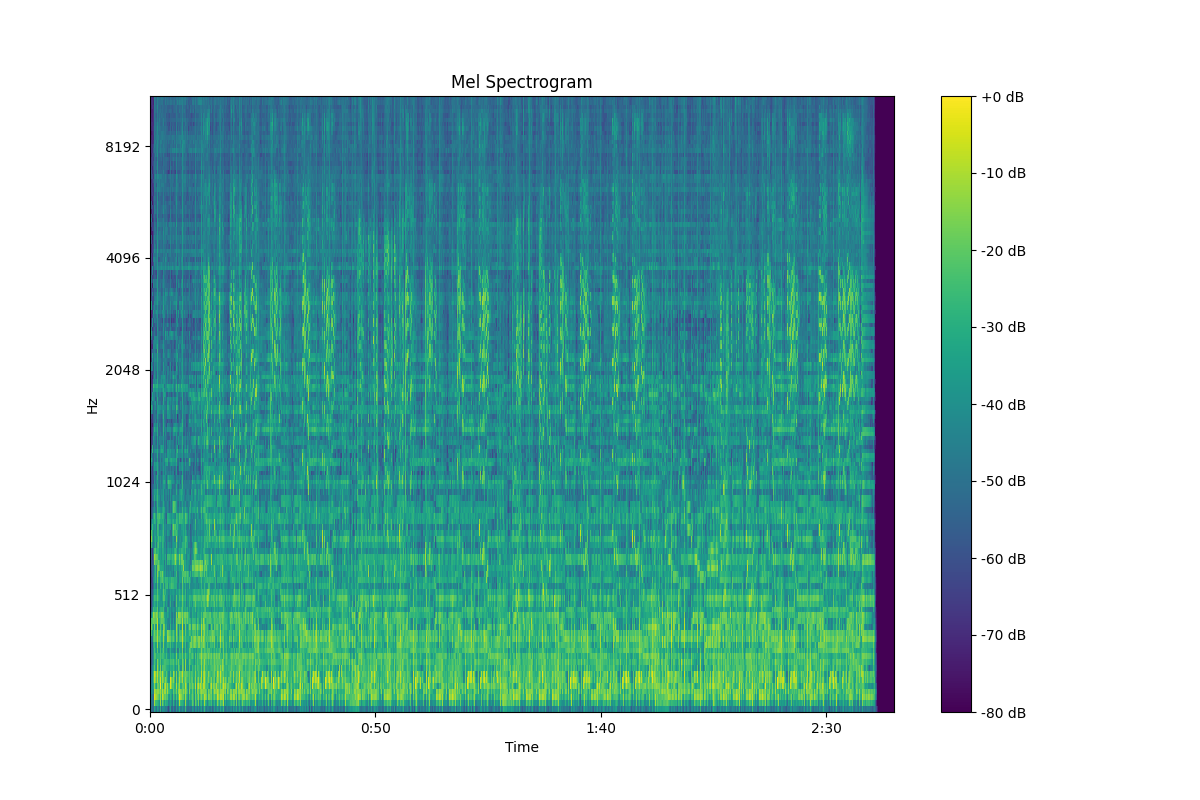 Mel Spectrogram
+0 dB
8192
-10 dB
-20 dB
4096
-30 dB
2048
-40 dB
Hz
1024
-50 dB
-60 dB
512
-70 dB
0
-80 dB
0:00
0:50
1:40
2:30
Time